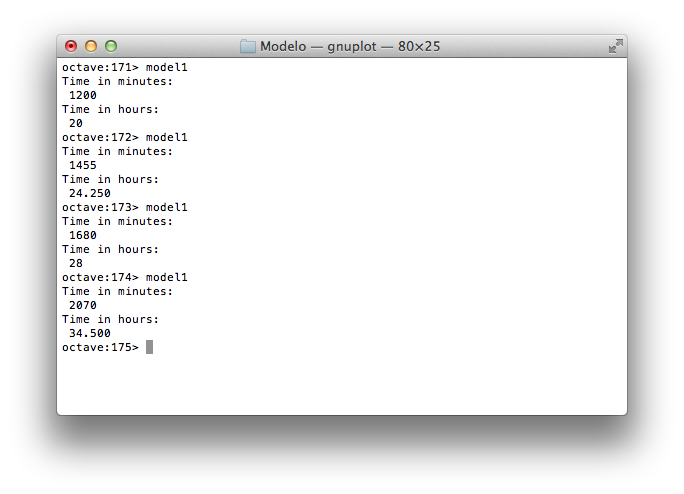 Modelo — gnuplot — 80×25
octave:171> model1
Time in minutes:
 1200
Time in hours:
 20
octave:172> model1
Time in minutes:
 1455
Time in hours:
 24.250
octave:173> model1
Time in minutes:
 1680
Time in hours:
 28
octave:174> model1
Time in minutes:
 2070
Time in hours:
 34.500
octave:175>